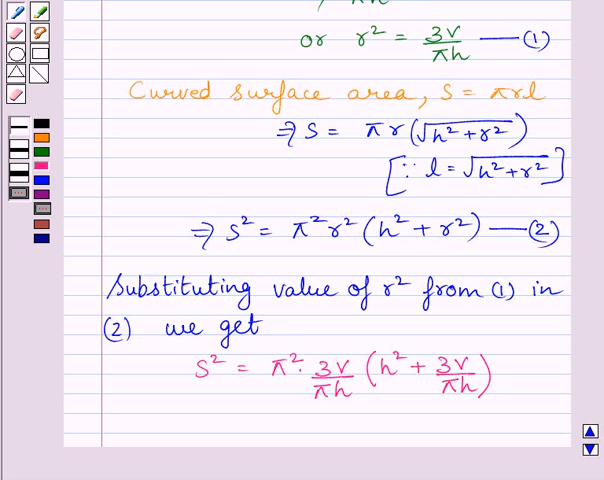 or r² = 3v/πh —(1)
Curved surface area, S = πrl
⇒ S = πr(√h²+r²)
[∵ l = √h²+r²]
⇒ S² = π²r²(h²+r²) —(2)
Substituting value of r² from (1) in
(2) we get
S² = π². 3v/πh (h² + 3v/πh)